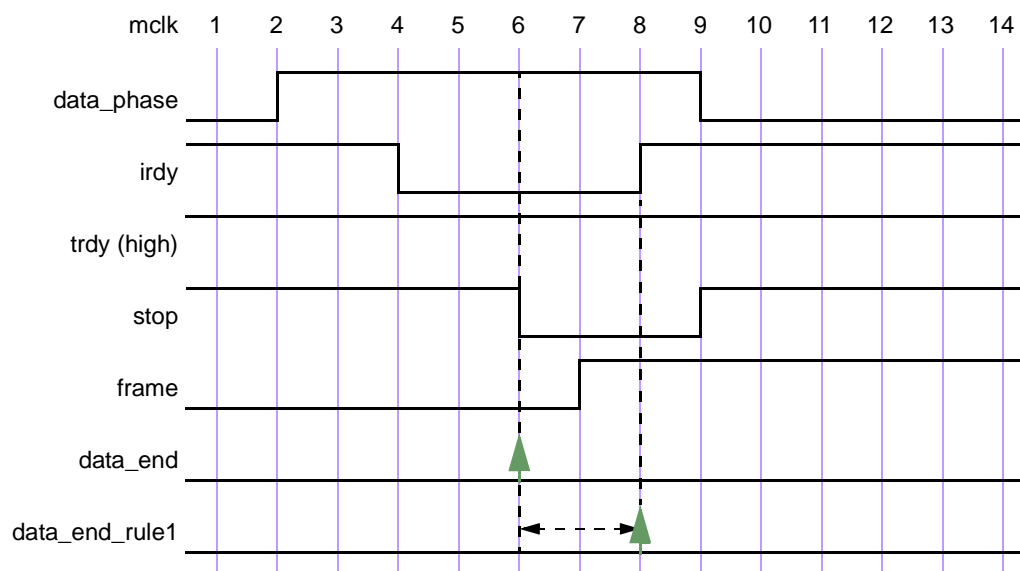 mclk 1 2 3 4 5 6 7 8 9 10 11 12 13 14
data_phase
irdy
trdy (high)
stop
frame
data_end
data_end_rule1